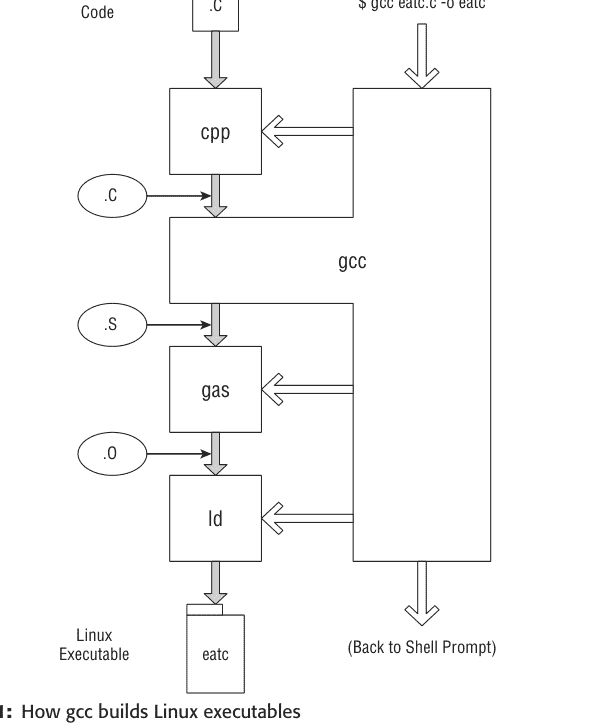 .C
$ gcc eatc.c -o eatc
Code
cpp
.C
gcc
.S
gas
.O
ld
Linux
Executable
eatc
(Back to Shell Prompt)
1: How gcc builds Linux executables